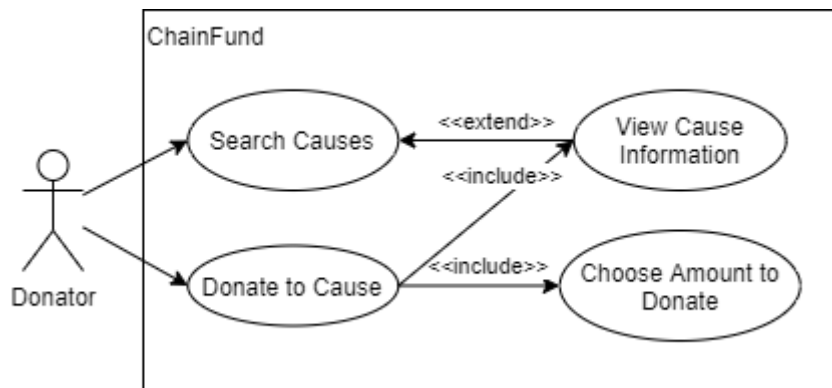 ChainFund
Search Causes
<<extend>>
View Cause
Information
<<include>>
Donator
Donate to Cause
<<include>>
Choose Amount to
Donate